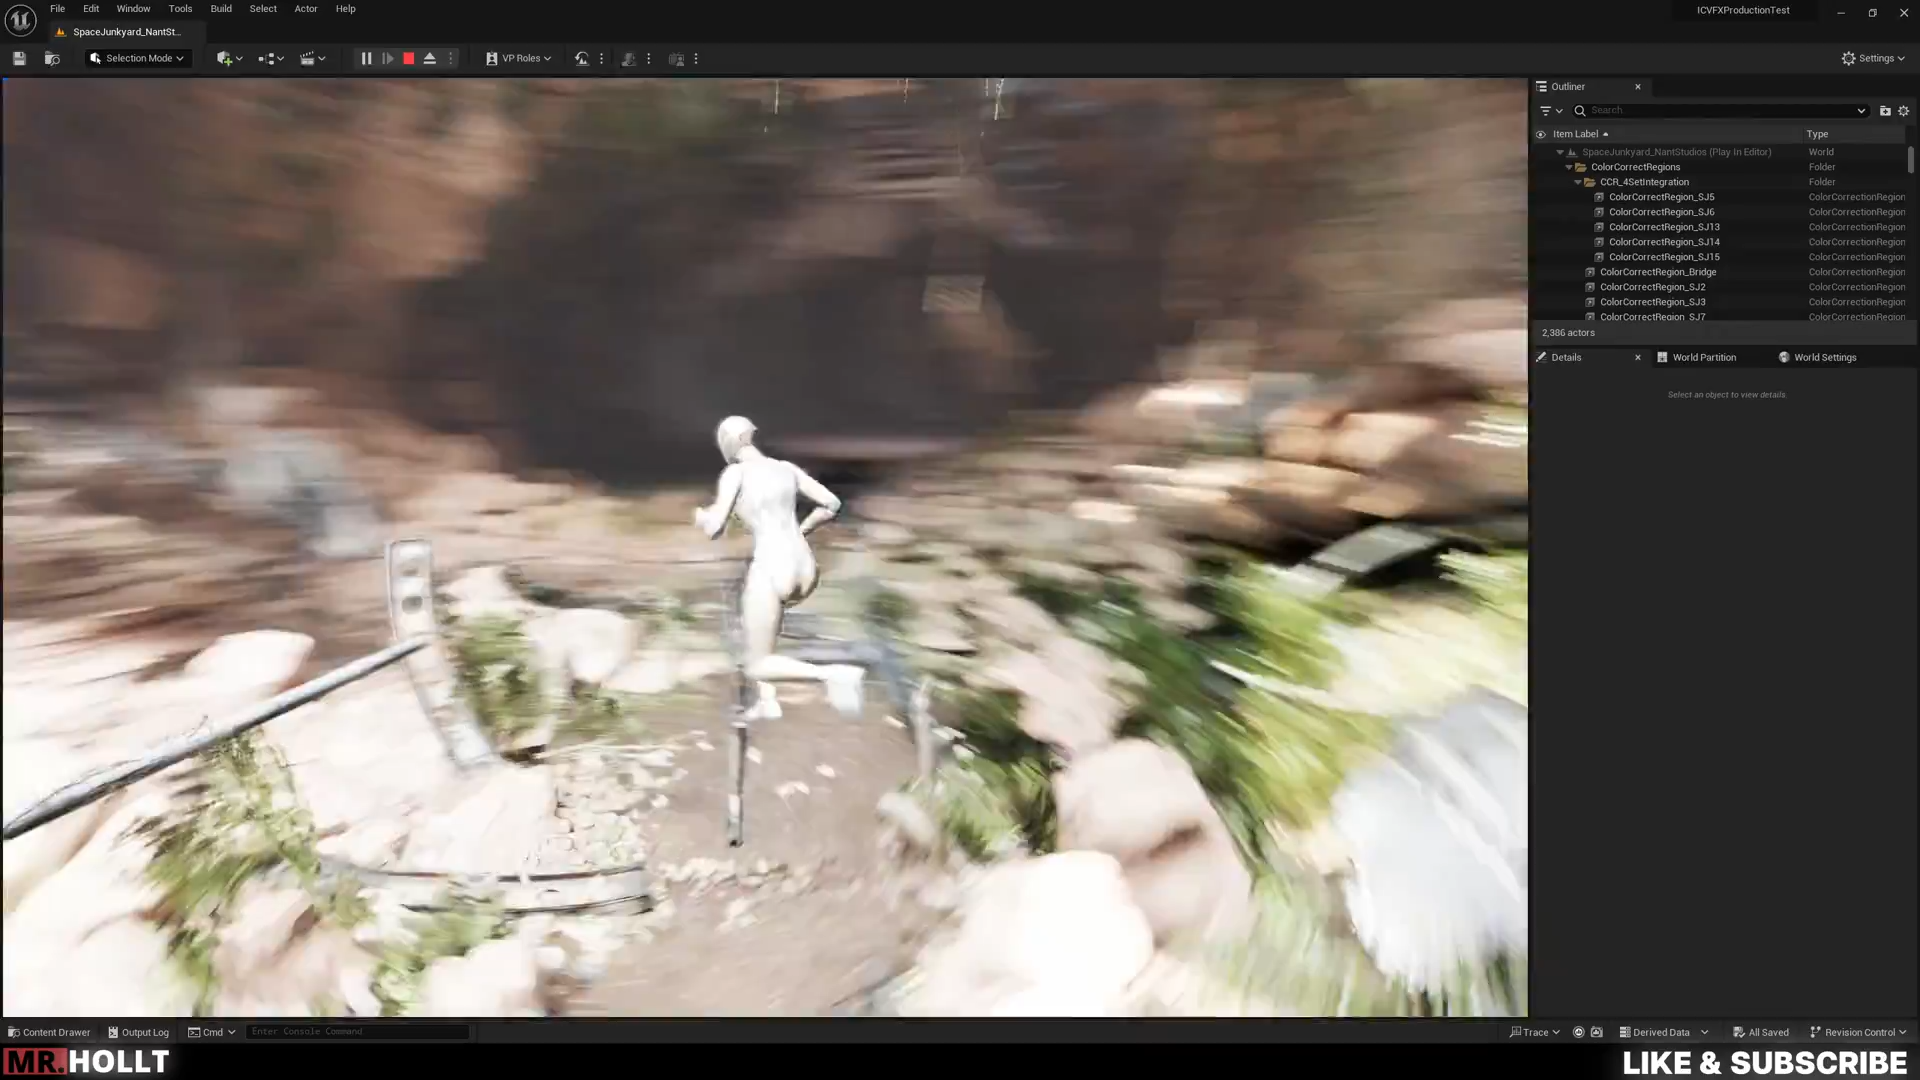 File Edit Window Tools Build Select Actor Help
ICVFXProductionTest
SpaceJunkyard_NantSt...
Selection Mode
VP Roles
Settings
Outliner
Search
Item Label Type
SpaceJunkyard_NantStudios (Play In Editor) World
ColorCorrectRegions Folder
CCR_4SetIntegration Folder
ColorCorrectRegion_SJ5 ColorCorrectionRegion
ColorCorrectRegion_SJ6 ColorCorrectionRegion
ColorCorrectRegion_SJ13 ColorCorrectionRegion
ColorCorrectRegion_SJ14 ColorCorrectionRegion
ColorCorrectRegion_SJ15 ColorCorrectionRegion
ColorCorrectRegion_Bridge ColorCorrectionRegion
ColorCorrectRegion_SJ2 ColorCorrectionRegion
ColorCorrectRegion_SJ3 ColorCorrectionRegion
ColorCorrectRegion_SJ7 ColorCorrectionRegion
2,386 actors
Details World Partition World Settings
Select an object to view details.
Content Drawer Output Log Cmd Enter Console Command Trace Derived Data All Saved Revision Control
MR.HOLLT LIKE & SUBSCRIBE